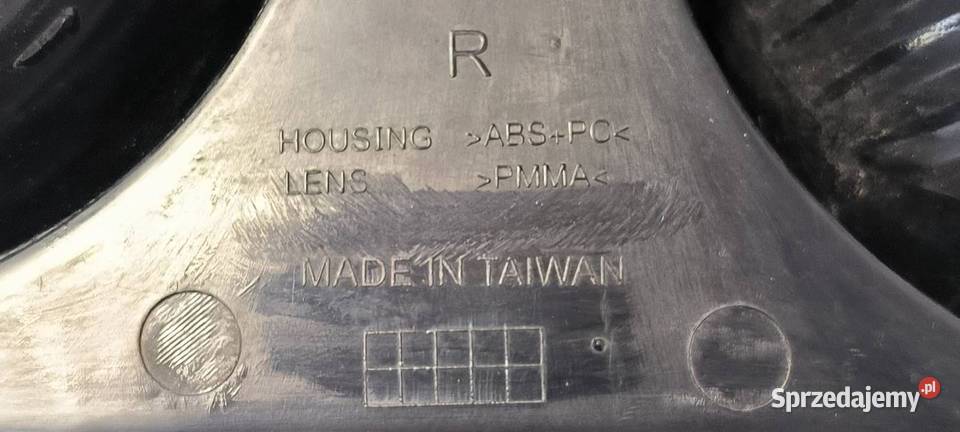 R
HOUSING >ABS+PC<
LENS >PMMA<
MADE IN TAIWAN
Sprzedajemy.pl